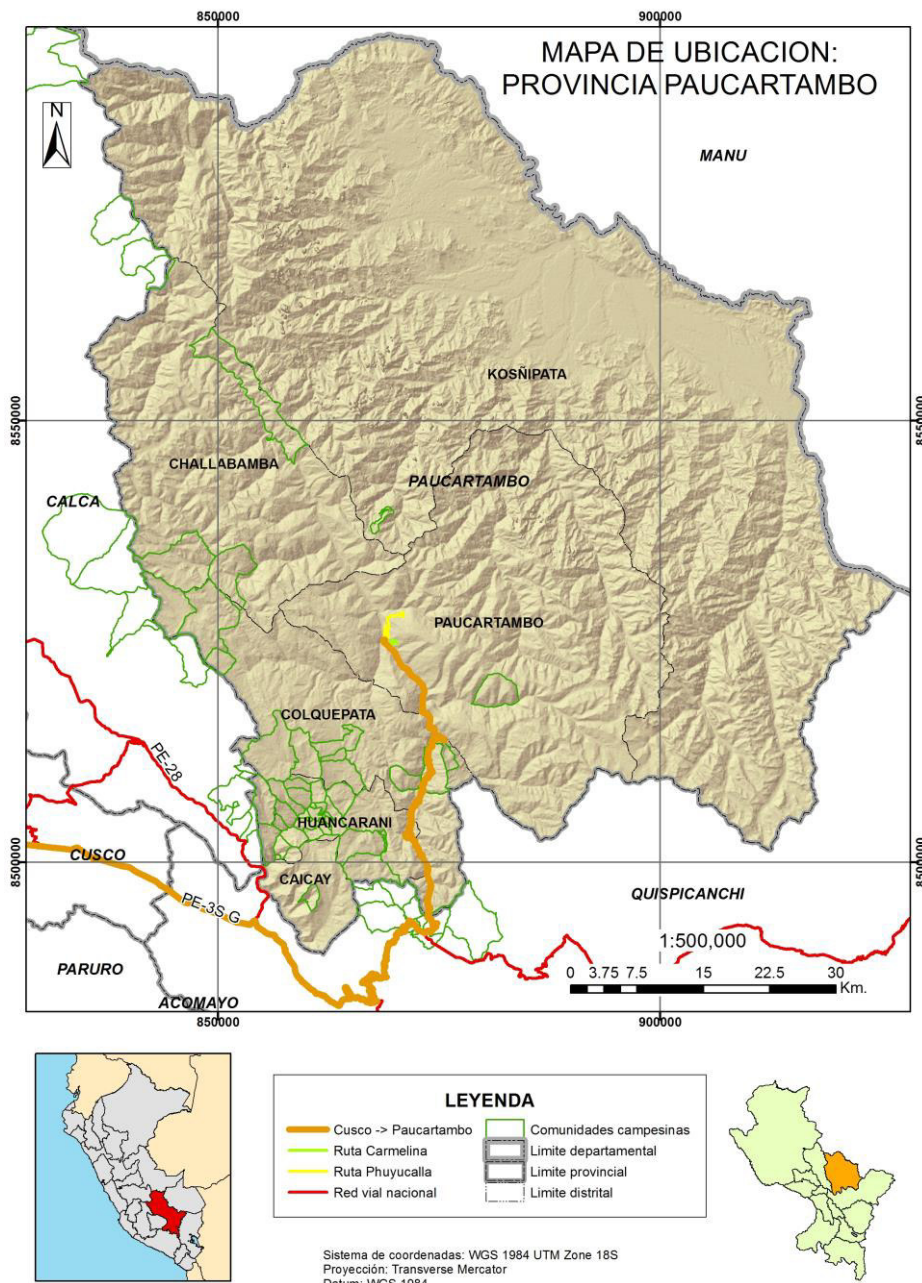 850000
900000
MAPA DE UBICACION:
PROVINCIA PAUCARTAMBO
N
MANU
KOSÑIPATA
8550000
8550000
CHALLABAMBA
PAUCARTAMBO
CALCA
PAUCARTAMBO
COLQUEPATA
PE-28
HUANCARANI
CUSCO
CAICAY
8500000
8500000
QUISPICANCHI
PE-3S G
1:500,000
PARURO
0 3.75 7.5 15 22.5 30
Km.
ACOMAYO
850000
900000
LEYENDA
Cusco -> Paucartambo
Ruta Carmelina
Ruta Phuyucalla
Red vial nacional
Comunidades campesinas
Limite departamental
Limite provincial
Limite distrital
Sistema de coordenadas: WGS 1984 UTM Zone 18S
Proyección: Transverse Mercator
Datum: WGS 1984